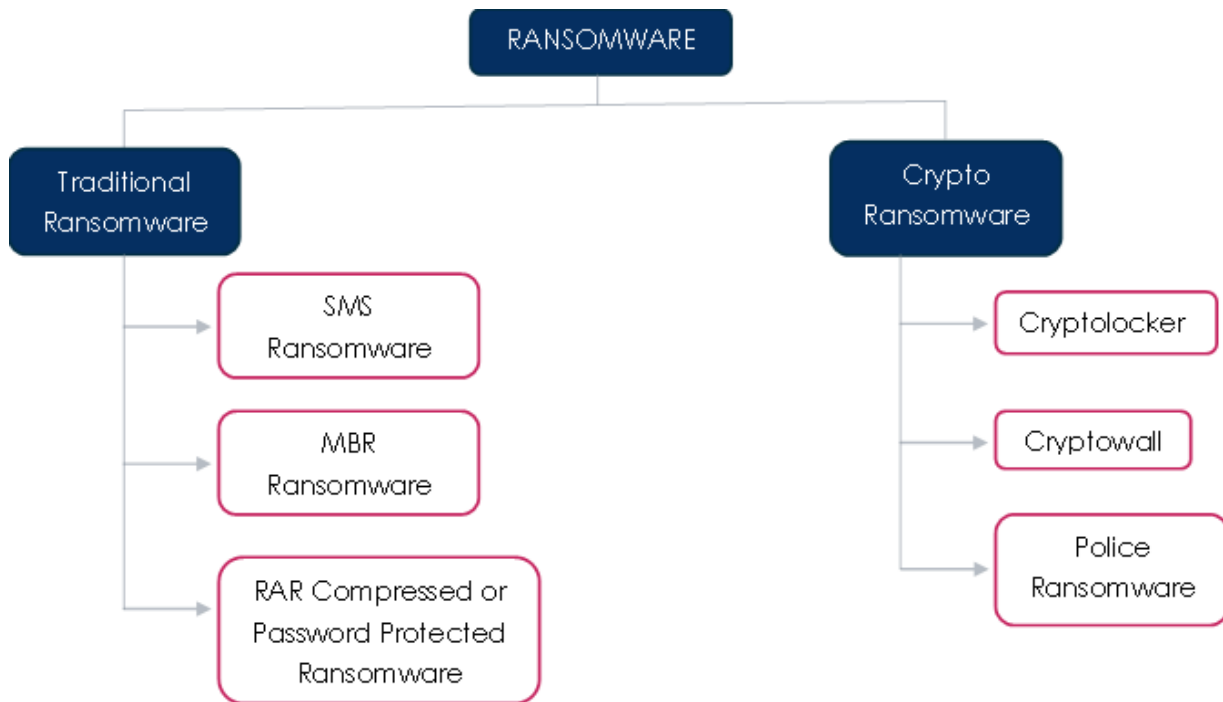 RANSOMWARE
Traditional
Ransomware
Crypto
Ransomware
SMS
Ransomware
MBR
Ransomware
RAR Compressed or
Password Protected
Ransomware
Cryptolocker
Cryptowall
Police
Ransomware